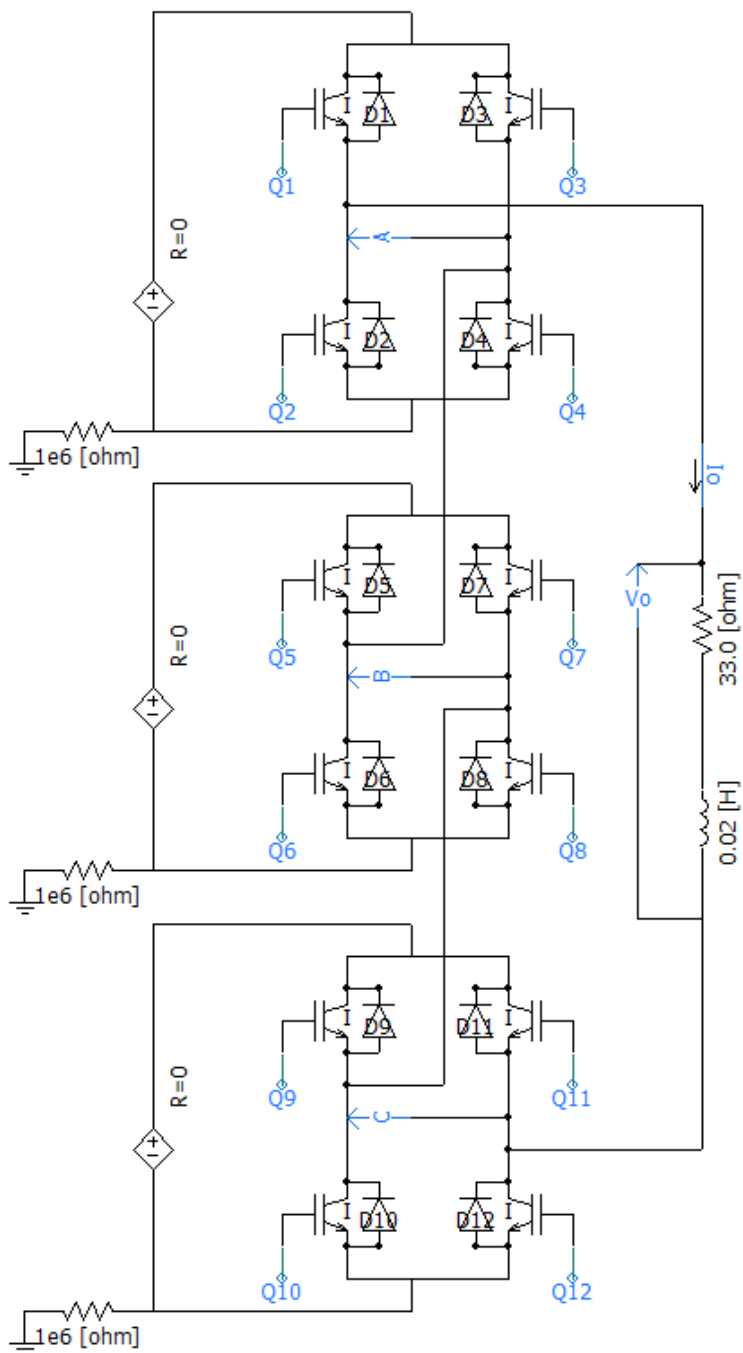 D1
D3
I
I
Q1
Q3
R=0
A
D2
D4
I
I
Q2
Q4
1e6 [ohm]
oI
D5
D7
I
I
Q5
Q7
Vo
33.0 [ohm]
R=0
B
D6
D8
I
I
Q6
Q8
0.02 [H]
1e6 [ohm]
D9
D11
I
I
Q9
Q11
R=0
C
D10
D12
I
I
Q10
Q12
1e6 [ohm]